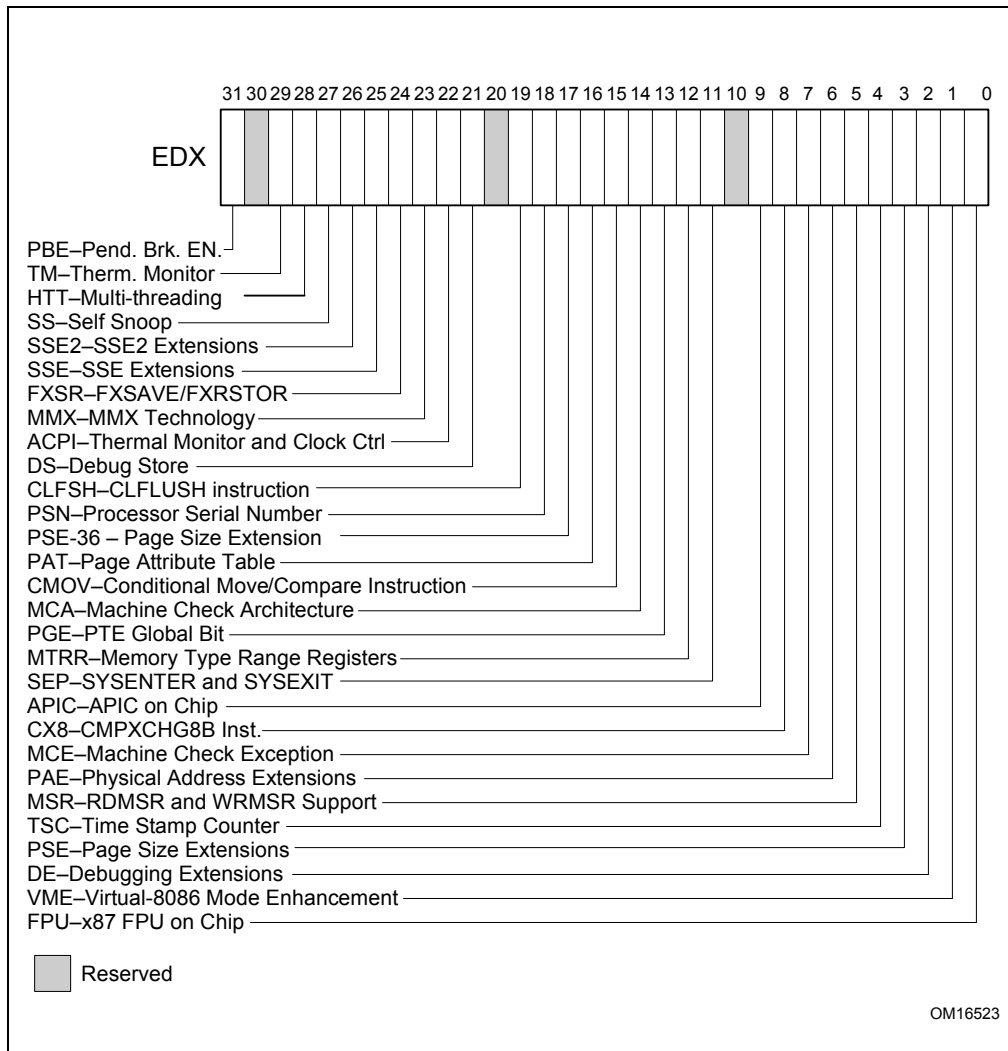 31 30 29 28 27 26 25 24 23 22 21 20 19 18 17 16 15 14 13 12 11 10 9 8 7 6 5 4 3 2 1 0
EDX
PBE–Pend. Brk. EN.
TM–Therm. Monitor
HTT–Multi-threading
SS–Self Snoop
SSE2–SSE2 Extensions
SSE–SSE Extensions
FXSR–FXSAVE/FXRSTOR
MMX–MMX Technology
ACPI–Thermal Monitor and Clock Ctrl
DS–Debug Store
CLFSH–CLFLUSH instruction
PSN–Processor Serial Number
PSE-36 – Page Size Extension
PAT–Page Attribute Table
CMOV–Conditional Move/Compare Instruction
MCA–Machine Check Architecture
PGE–PTE Global Bit
MTRR–Memory Type Range Registers
SEP–SYSENTER and SYSEXIT
APIC–APIC on Chip
CX8–CMPXCHG8B Inst.
MCE–Machine Check Exception
PAE–Physical Address Extensions
MSR–RDMSR and WRMSR Support
TSC–Time Stamp Counter
PSE–Page Size Extensions
DE–Debugging Extensions
VME–Virtual-8086 Mode Enhancement
FPU–x87 FPU on Chip
Reserved
OM16523